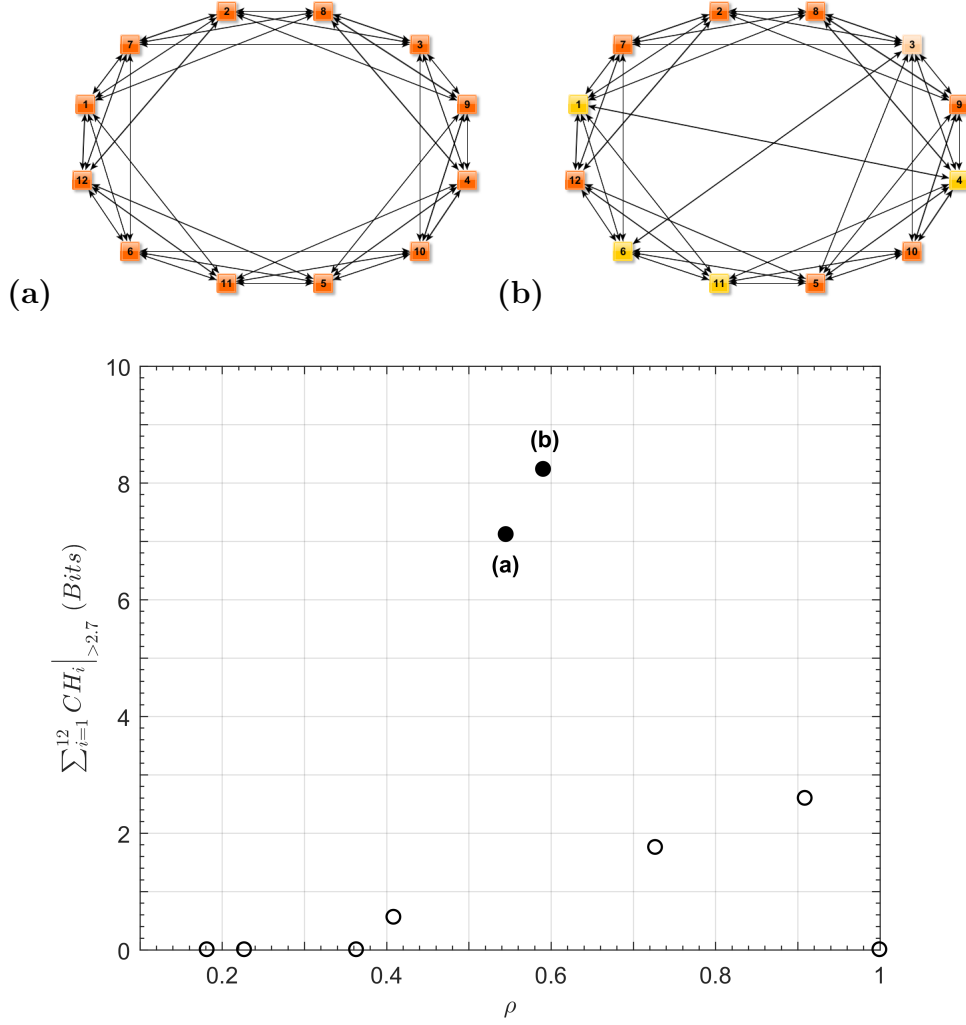 2 8 2 8
7 3 7 3
1 9 1 9
12 4 12 4
6 10 6 10
11 5 11 5
(a) (b)
10
(b)
8
(a)
6
4
2
0
0.2 0.4 0.6 0.8 1
ρ
∑¹²ᵢ₌₁ CHᵢ|>2.7 (Bits)